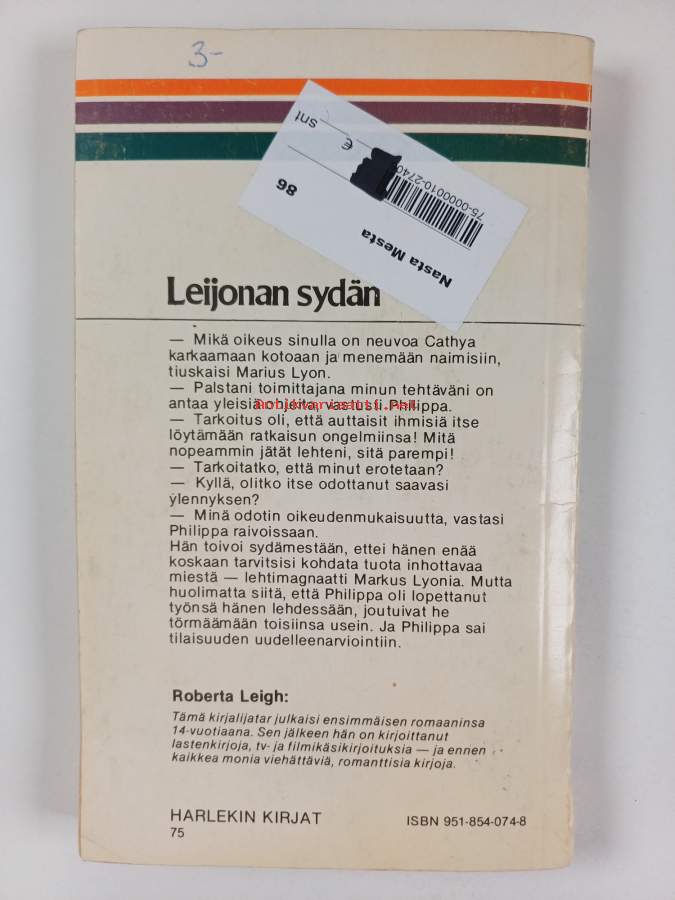 3-
snt
€
75-0000010-2740
86
Nasta Mesta
Leijonan sydän
— Mikä oikeus sinulla on neuvoa Cathya
karkaamaan kotoaan ja menemään naimisiin,
tiuskaisi Marius Lyon.
— Palstani toimittajana minun tehtäväni on
antaa yleisiä ohjeita, vastusti Philippa.
— Tarkoitus oli, että auttaisit ihmisiä itse
löytämään ratkaisun ongelmiinsa! Mitä
nopeammin jätät lehteni, sitä parempi!
— Tarkoitatko, että minut erotetaan?
— Kyllä, olitko itse odottanut saavasi
ylennyksen?
— Minä odotin oikeudenmukaisuutta, vastasi
Philippa raivoissaan.
Hän toivoi sydämestään, ettei hänen enää
koskaan tarvitsisi kohdata tuota inhottavaa
miestä — lehtimagnaatti Markus Lyonia. Mutta
huolimatta siitä, että Philippa oli lopettanut
työnsä hänen lehdessään, joutuivat he
törmäämään toisiinsa usein. Ja Philippa sai
tilaisuuden uudelleenarviointiin.
Roberta Leigh:
Tämä kirjalijatar julkaisi ensimmäisen romaaninsa
14-vuotiaana. Sen jälkeen hän on kirjoittanut
lastenkirjoja, tv- ja filmikäsikirjoituksia — ja ennen
kaikkea monia viehättäviä, romanttisia kirjoja.
HARLEKIN KIRJAT
75
ISBN 951-854-074-8